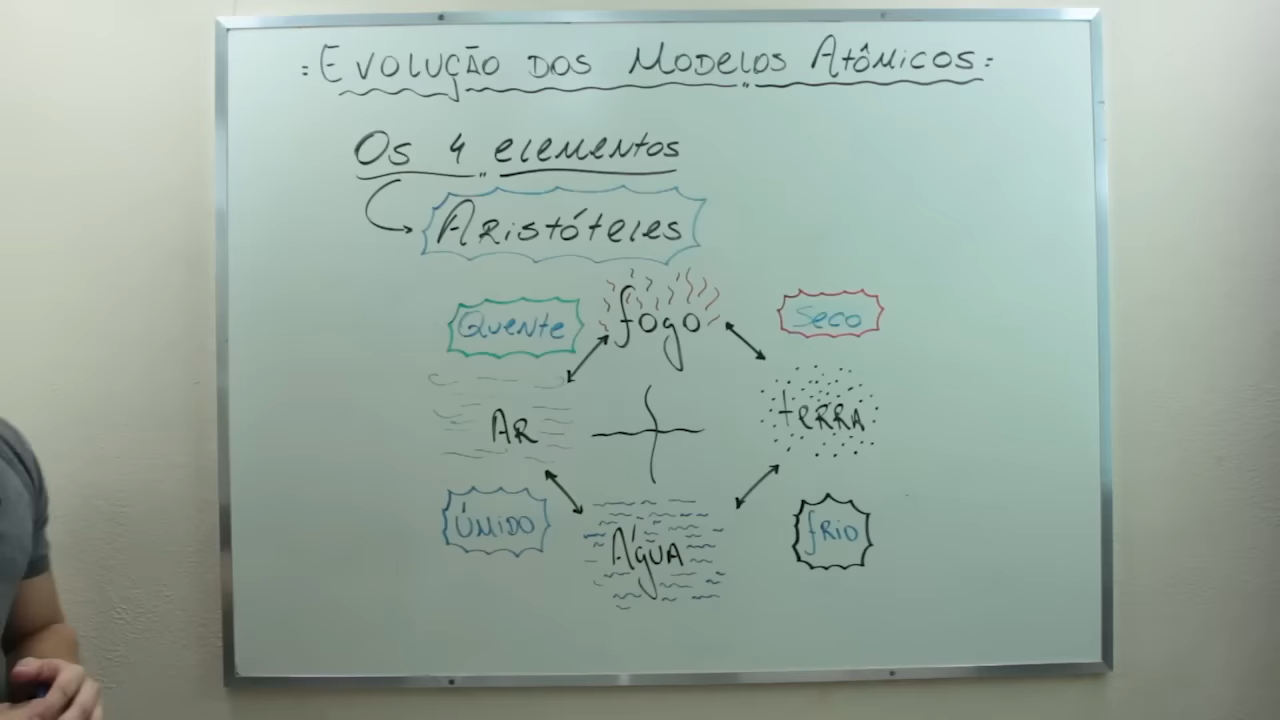 : Evolução dos Modelos Atômicos :
Os 4 elementos
Aristóteles
Quente
fogo
Seco
Ar
terra
Úmido
Água
frio